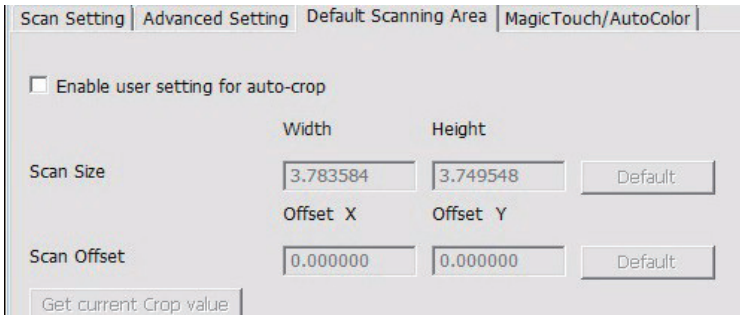 Scan Setting Advanced Setting Default Scanning Area MagicTouch/AutoColor
Enable user setting for auto-crop
Width Height
Scan Size 3.783584 3.749548 Default
Offset X Offset Y
Scan Offset 0.000000 0.000000 Default
Get current Crop value